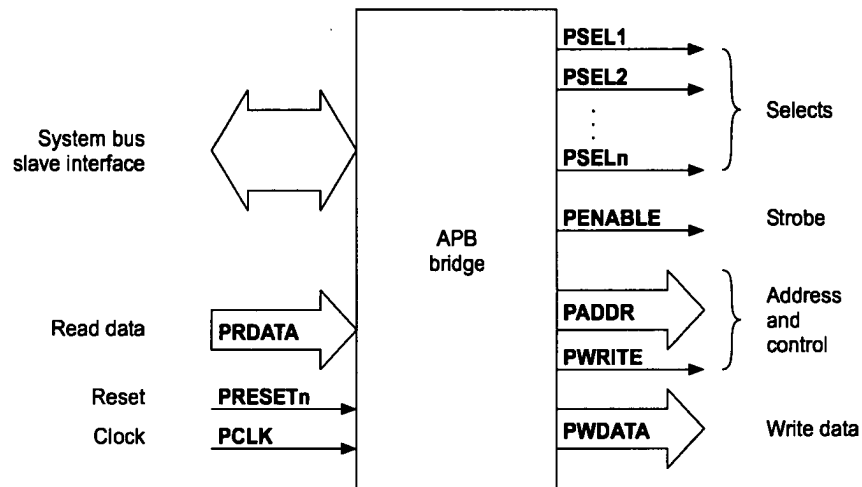 PSEL1
PSEL2
Selects
System bus
slave interface
PSELn
PENABLE
Strobe
APB
bridge
Read data
PRDATA
PADDR
Address
and
control
PWRITE
Reset
PRESETn
Clock
PCLK
PWDATA
Write data